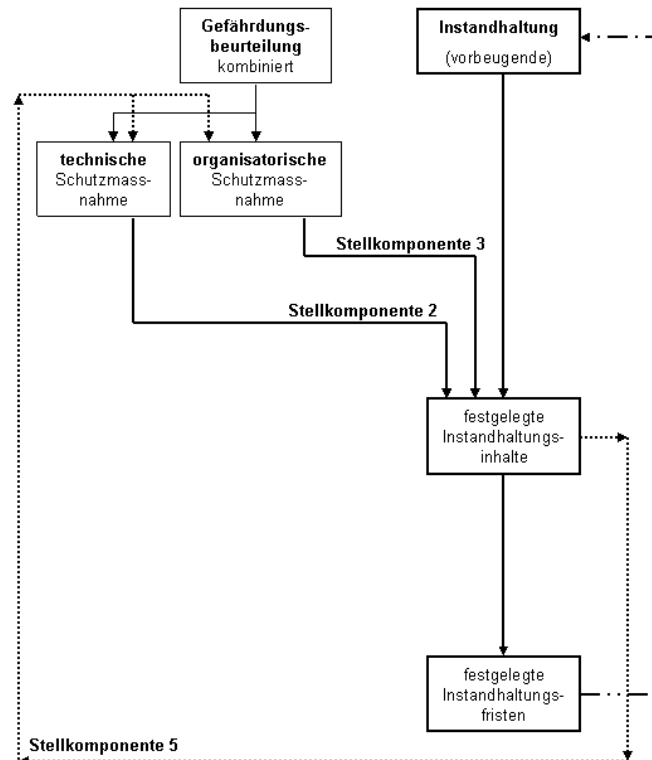 Gefährdungs-
beurteilung
kombiniert
Instandhaltung
(vorbeugende)
technische
Schutzmass-
nahme
organisatorische
Schutzmass-
nahme
Stellkomponente 3
Stellkomponente 2
festgelegte
Instandhaltungs-
inhalte
festgelegte
Instandhaltungs-
fristen
Stellkomponente 5